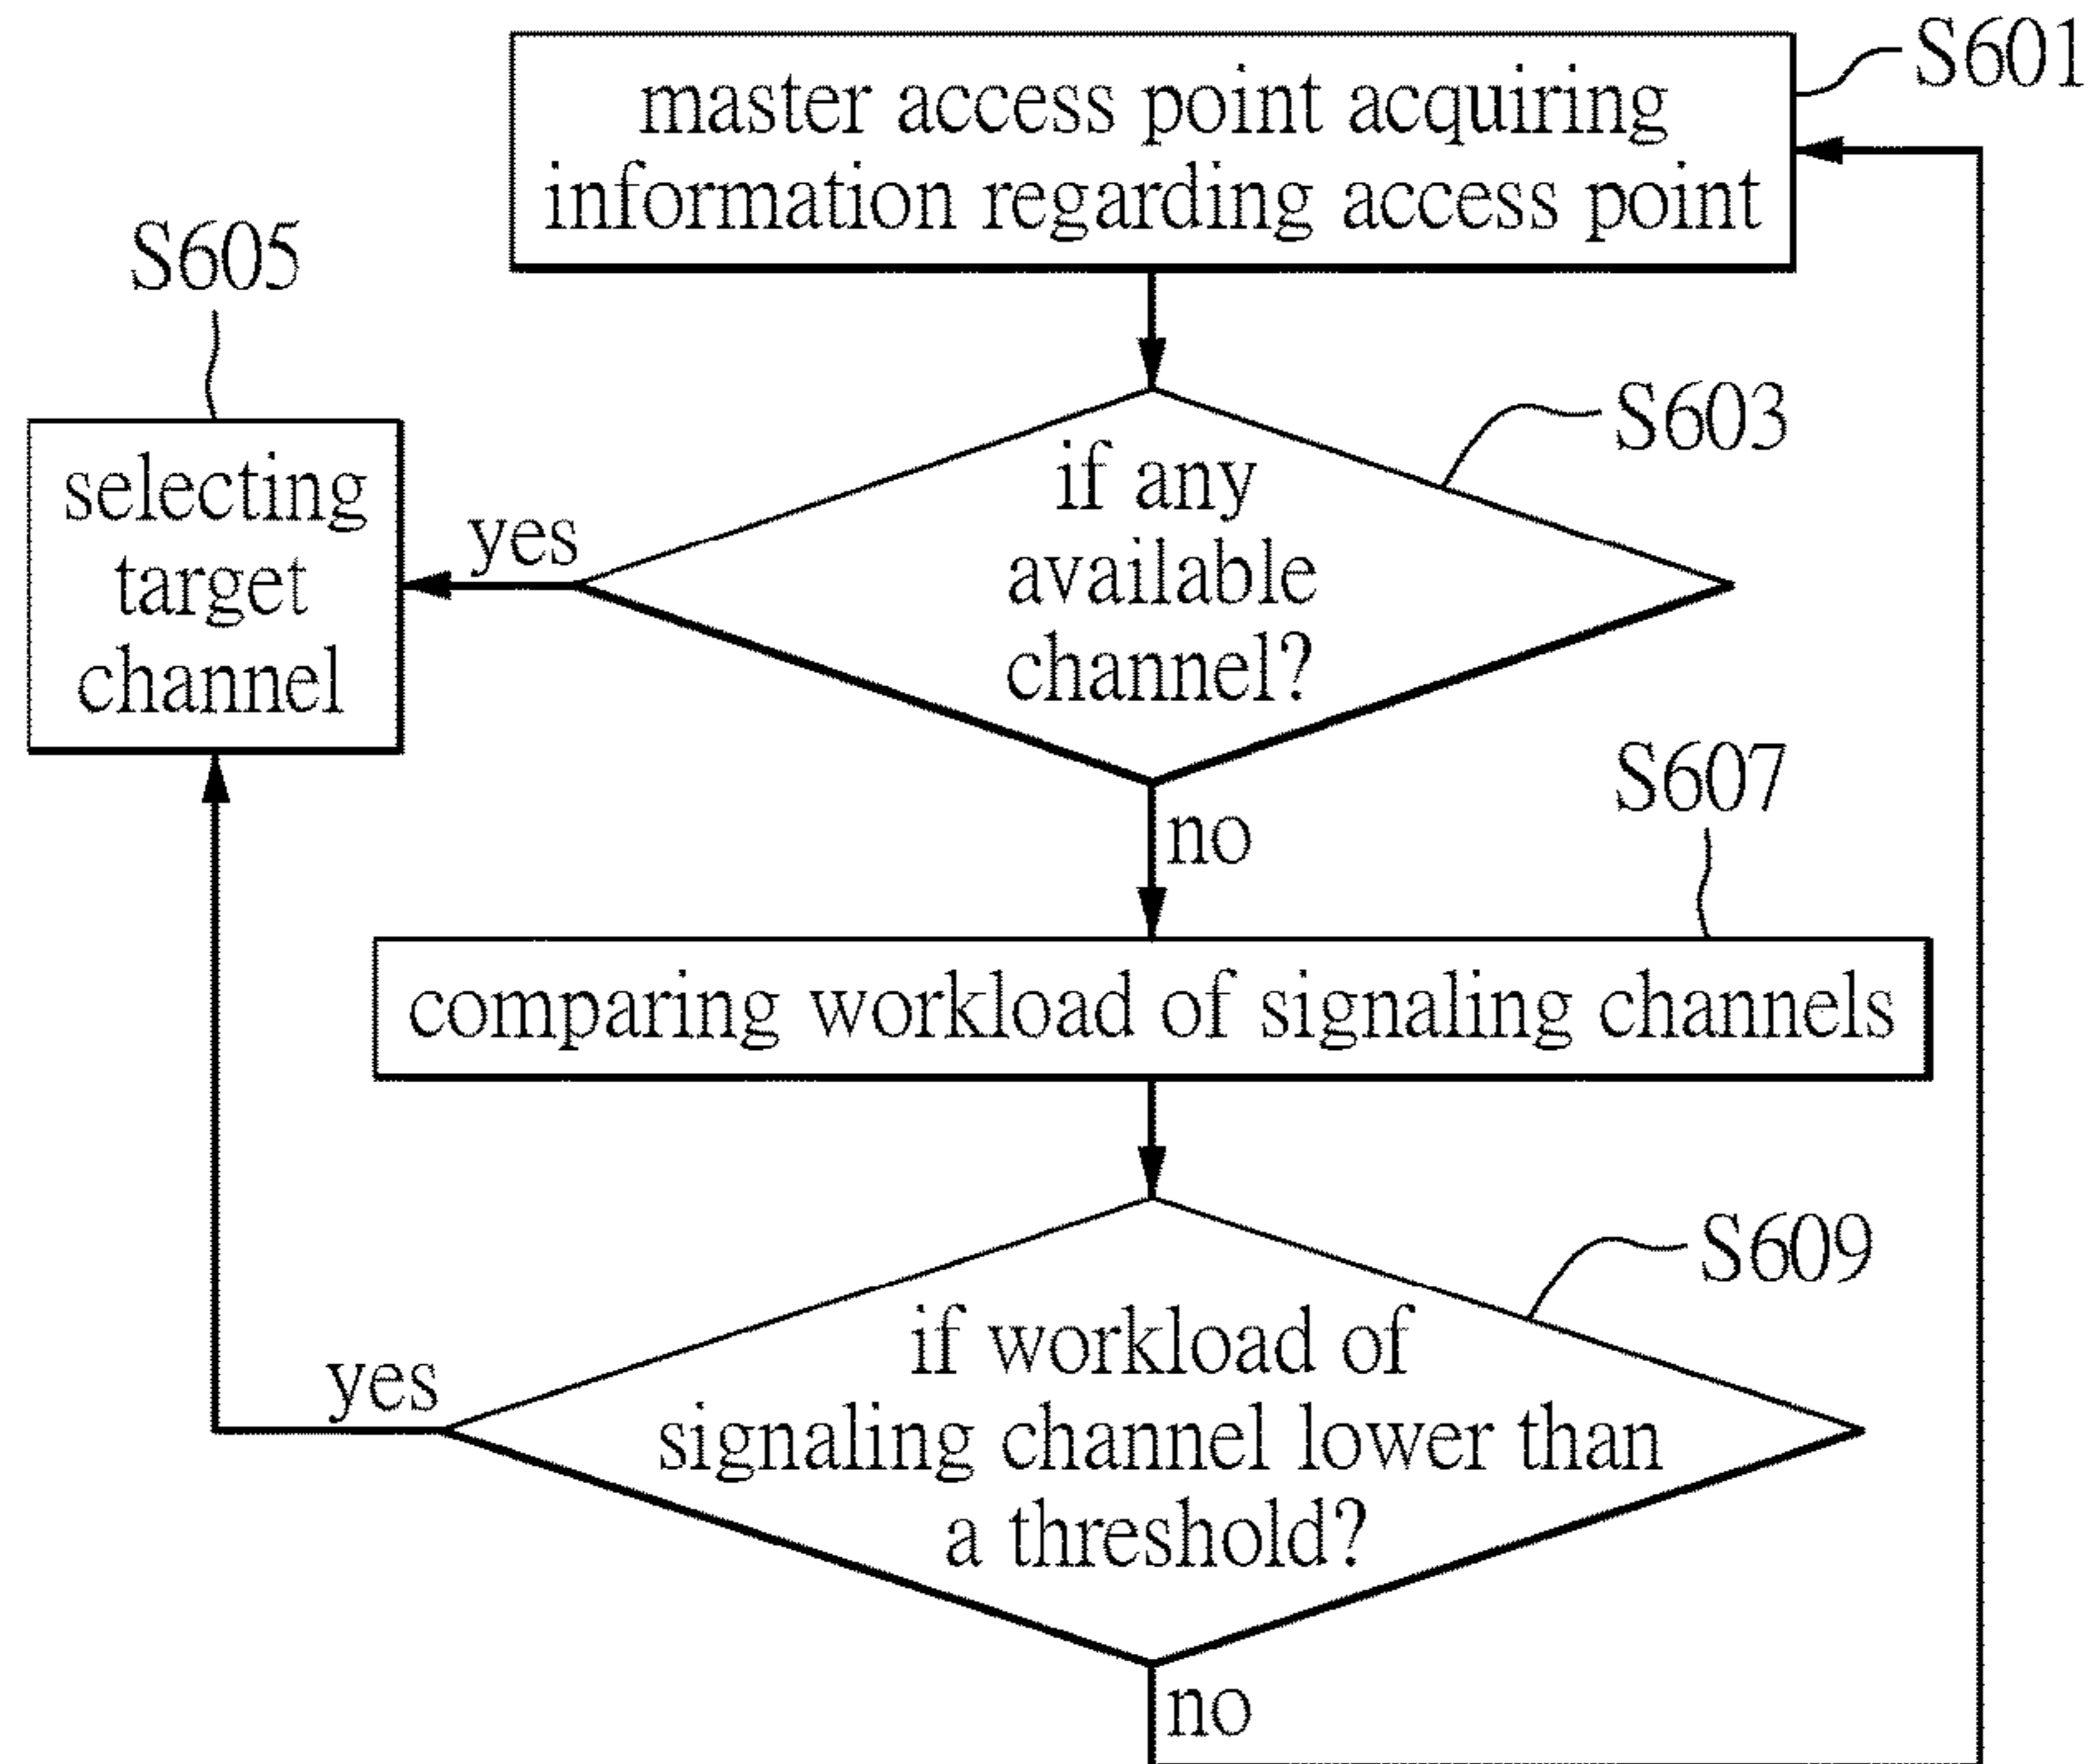 S601
master access point acquiring
information regarding access point
S605
S603
selecting
target
channel
yes
if any
available
channel?
no
S607
comparing workload of signaling channels
S609
yes
if workload of
signaling channel lower than
a threshold?
no